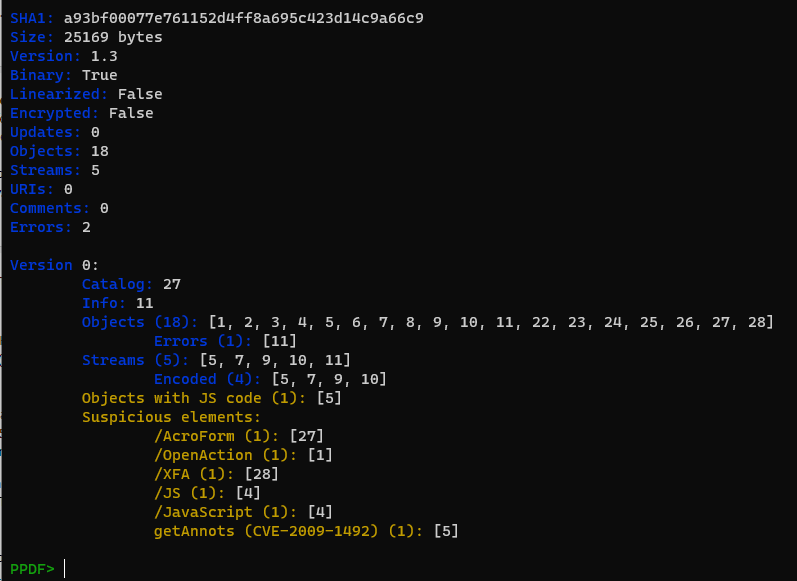 SHA1: a93bf00077e761152d4ff8a695c423d14c9a66c9
Size: 25169 bytes
Version: 1.3
Binary: True
Linearized: False
Encrypted: False
Updates: 0
Objects: 18
Streams: 5
URIs: 0
Comments: 0
Errors: 2
Version 0:
Catalog: 27
Info: 11
Objects (18): [1, 2, 3, 4, 5, 6, 7, 8, 9, 10, 11, 22, 23, 24, 25, 26, 27, 28]
Errors (1): [11]
Streams (5): [5, 7, 9, 10, 11]
Encoded (4): [5, 7, 9, 10]
Objects with JS code (1): [5]
Suspicious elements:
/AcroForm (1): [27]
/OpenAction (1): [1]
/XFA (1): [28]
/JS (1): [4]
/JavaScript (1): [4]
getAnnots (CVE-2009-1492) (1): [5]
PPDF>